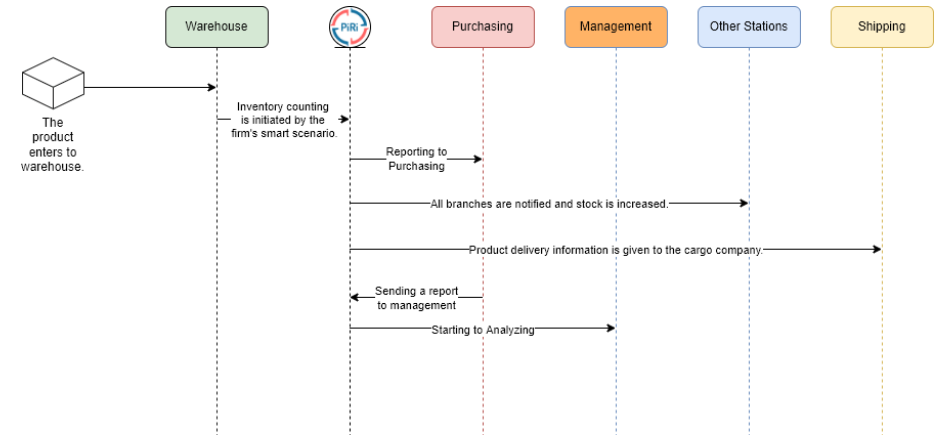 Warehouse
PiRi
Purchasing
Management
Other Stations
Shipping
The
product
enters to
warehouse.
Inventory counting
is initiated by the
firm's smart scenario.
Reporting to
Purchasing
All branches are notified and stock is increased.
Product delivery information is given to the cargo company.
Sending a report
to management
Starting to Analyzing